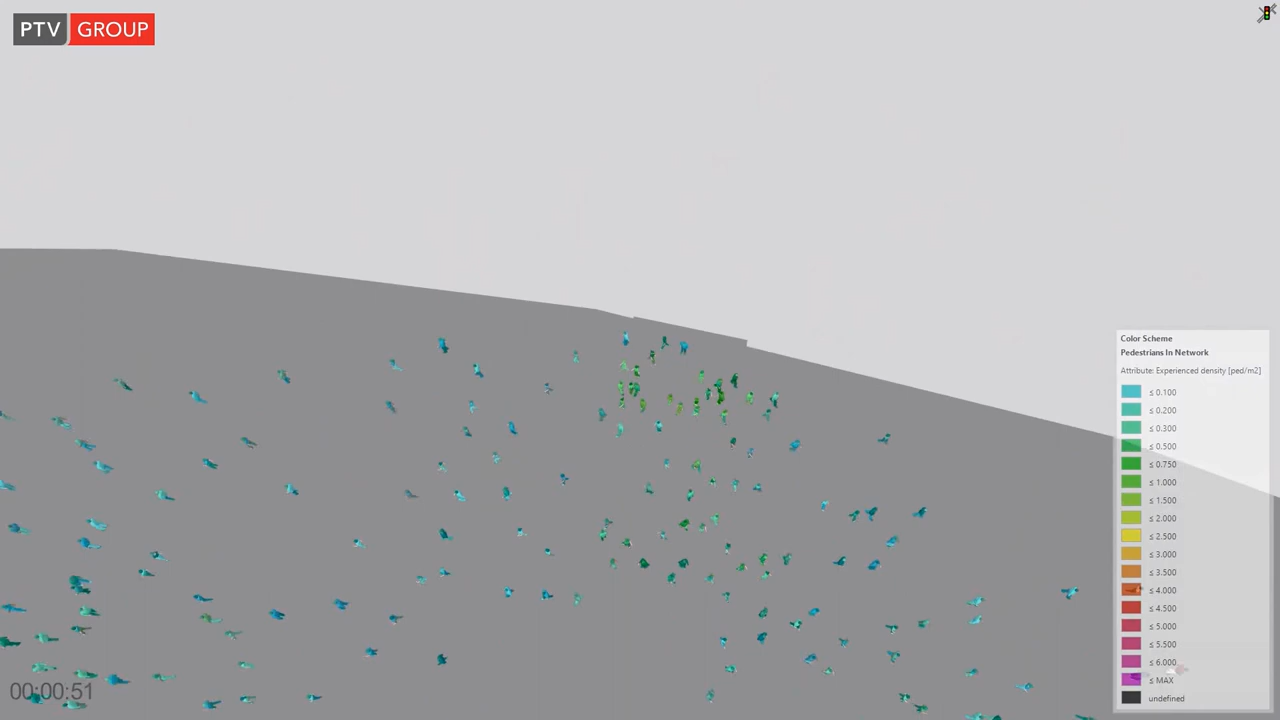 PTV GROUP
Color Scheme
Pedestrians In Network
Attribute: Experienced density [ped/m2]
≤ 0.100
≤ 0.200
≤ 0.300
≤ 0.500
≤ 0.750
≤ 1.000
≤ 1.500
≤ 2.000
≤ 2.500
≤ 3.000
≤ 3.500
≤ 4.000
≤ 4.500
≤ 5.000
≤ 5.500
≤ 6.000
≤ MAX
undefined
00:00:51